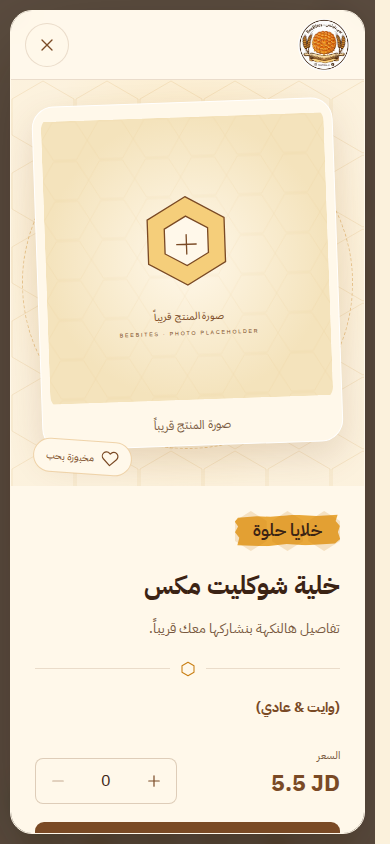 صورة المنتج قريباً
BEEBITES · PHOTO PLACEHOLDER
صورة المنتج قريباً
مخبوزة بحب
خلايا حلوة
خلية شوكليت مكس
تفاصيل هالنكهة بنشاركها معك قريباً.
(وايت & عادي)
السعر
5.5 JD
0